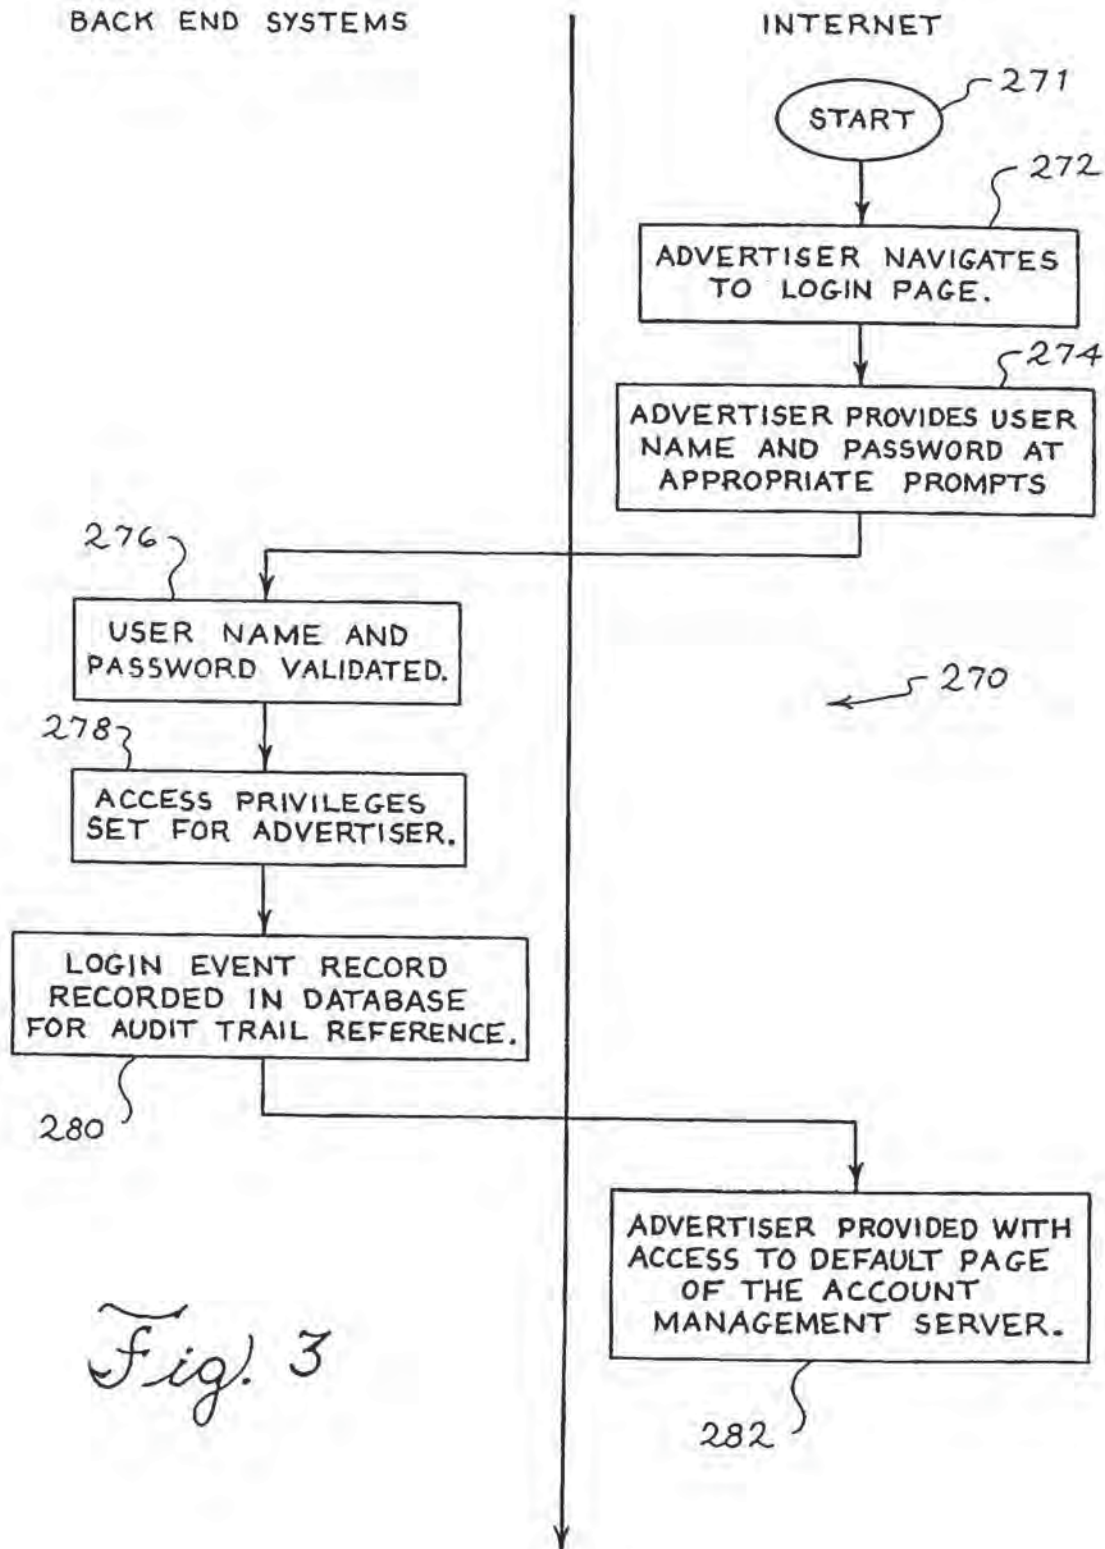 BACK END SYSTEMS
INTERNET
START
271
272
ADVERTISER NAVIGATES
TO LOGIN PAGE.
274
ADVERTISER PROVIDES USER
NAME AND PASSWORD AT
APPROPRIATE PROMPTS
276
USER NAME AND
PASSWORD VALIDATED.
270
278
ACCESS PRIVILEGES
SET FOR ADVERTISER.
LOGIN EVENT RECORD
RECORDED IN DATABASE
FOR AUDIT TRAIL REFERENCE.
280
ADVERTISER PROVIDED WITH
ACCESS TO DEFAULT PAGE
OF THE ACCOUNT
MANAGEMENT SERVER.
282
Fig. 3